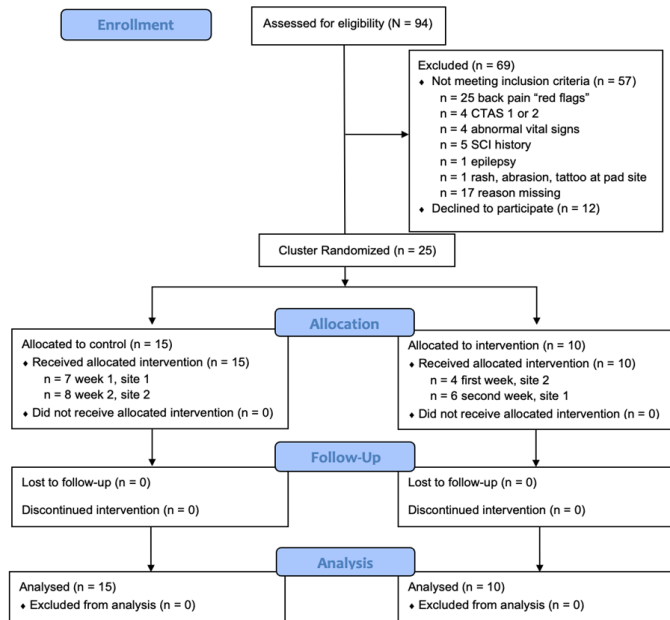 Enrollment
Assessed for eligibility (N = 94)
Excluded (n = 69)
♦ Not meeting inclusion criteria (n = 57)
n = 25 back pain “red flags”
n = 4 CTAS 1 or 2
n = 4 abnormal vital signs
n = 5 SCI history
n = 1 epilepsy
n = 1 rash, abrasion, tattoo at pad site
n = 17 reason missing
♦ Declined to participate (n = 12)
Cluster Randomized (n = 25)
Allocation
Allocated to control (n = 15)
♦ Received allocated intervention (n = 15)
n = 7 week 1, site 1
n = 8 week 2, site 2
♦ Did not receive allocated intervention (n = 0)
Allocated to intervention (n = 10)
♦ Received allocated intervention (n = 10)
n = 4 first week, site 2
n = 6 second week, site 1
♦ Did not receive allocated intervention (n = 0)
Follow-Up
Lost to follow-up (n = 0)
Discontinued intervention (n = 0)
Lost to follow-up (n = 0)
Discontinued intervention (n = 0)
Analysis
Analysed (n = 15)
♦ Excluded from analysis (n = 0)
Analysed (n = 10)
♦ Excluded from analysis (n = 0)